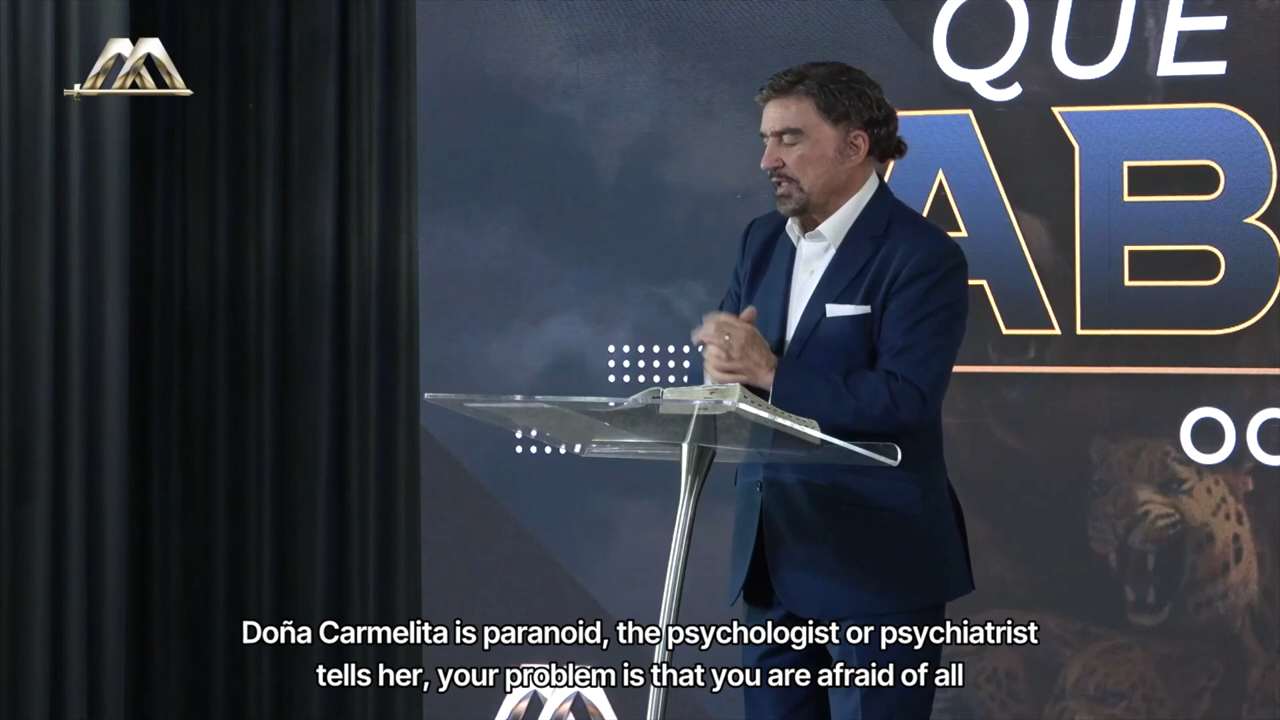 QUE
AB
OC
Doña Carmelita is paranoid, the psychologist or psychiatrist
tells her, your problem is that you are afraid of all